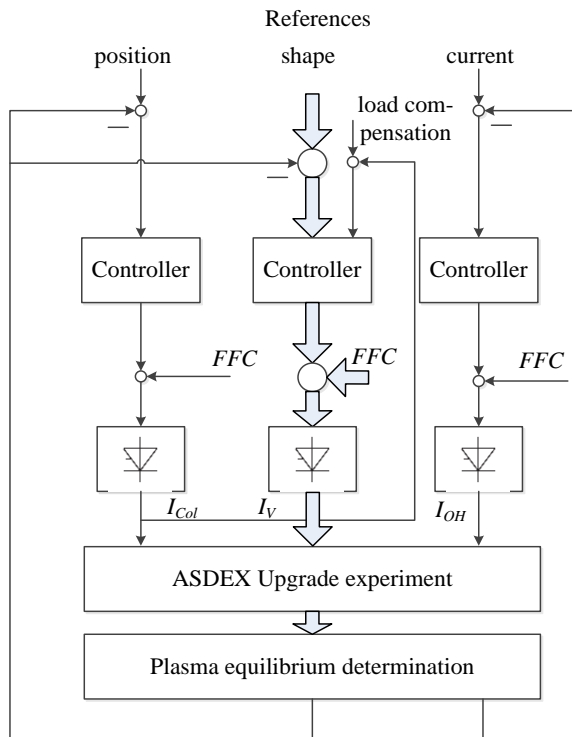 References
position
shape
current
load com-
pensation
Controller
Controller
Controller
FFC
FFC
FFC
I_Col
I_V
I_OH
ASDEX Upgrade experiment
Plasma equilibrium determination